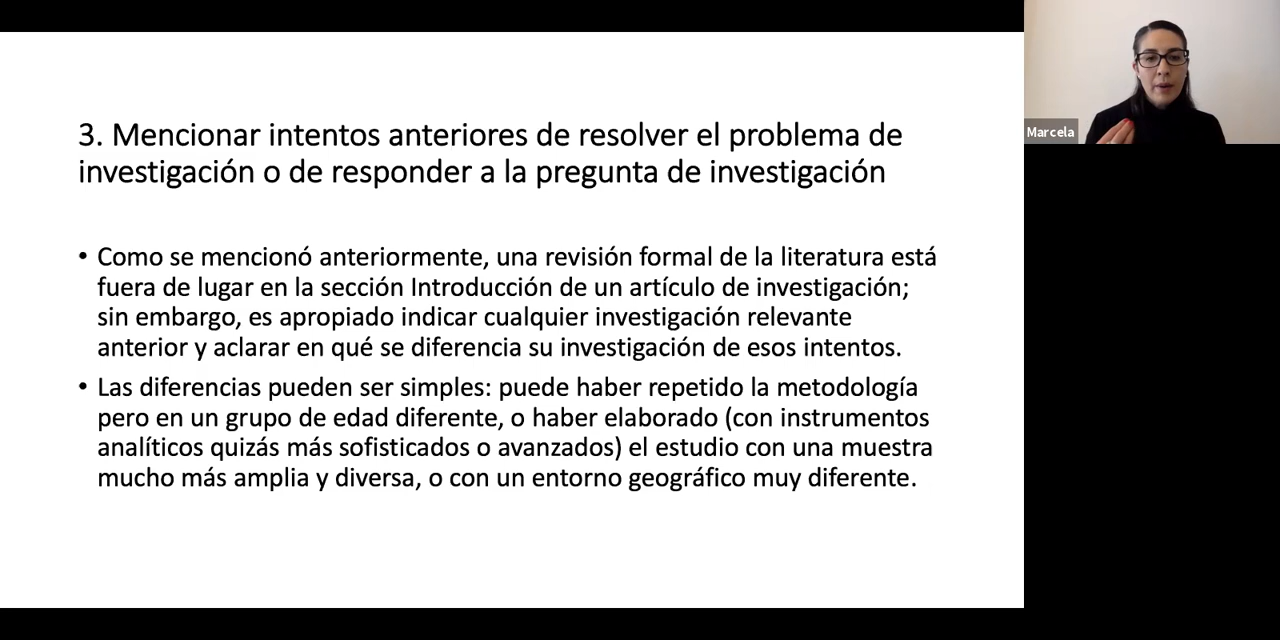 3. Mencionar intentos anteriores de resolver el problema de
investigación o de responder a la pregunta de investigación
• Como se mencionó anteriormente, una revisión formal de la literatura está
fuera de lugar en la sección Introducción de un artículo de investigación;
sin embargo, es apropiado indicar cualquier investigación relevante
anterior y aclarar en qué se diferencia su investigación de esos intentos.
• Las diferencias pueden ser simples: puede haber repetido la metodología
pero en un grupo de edad diferente, o haber elaborado (con instrumentos
analíticos quizás más sofisticados o avanzados) el estudio con una muestra
mucho más amplia y diversa, o con un entorno geográfico muy diferente.
Marcela